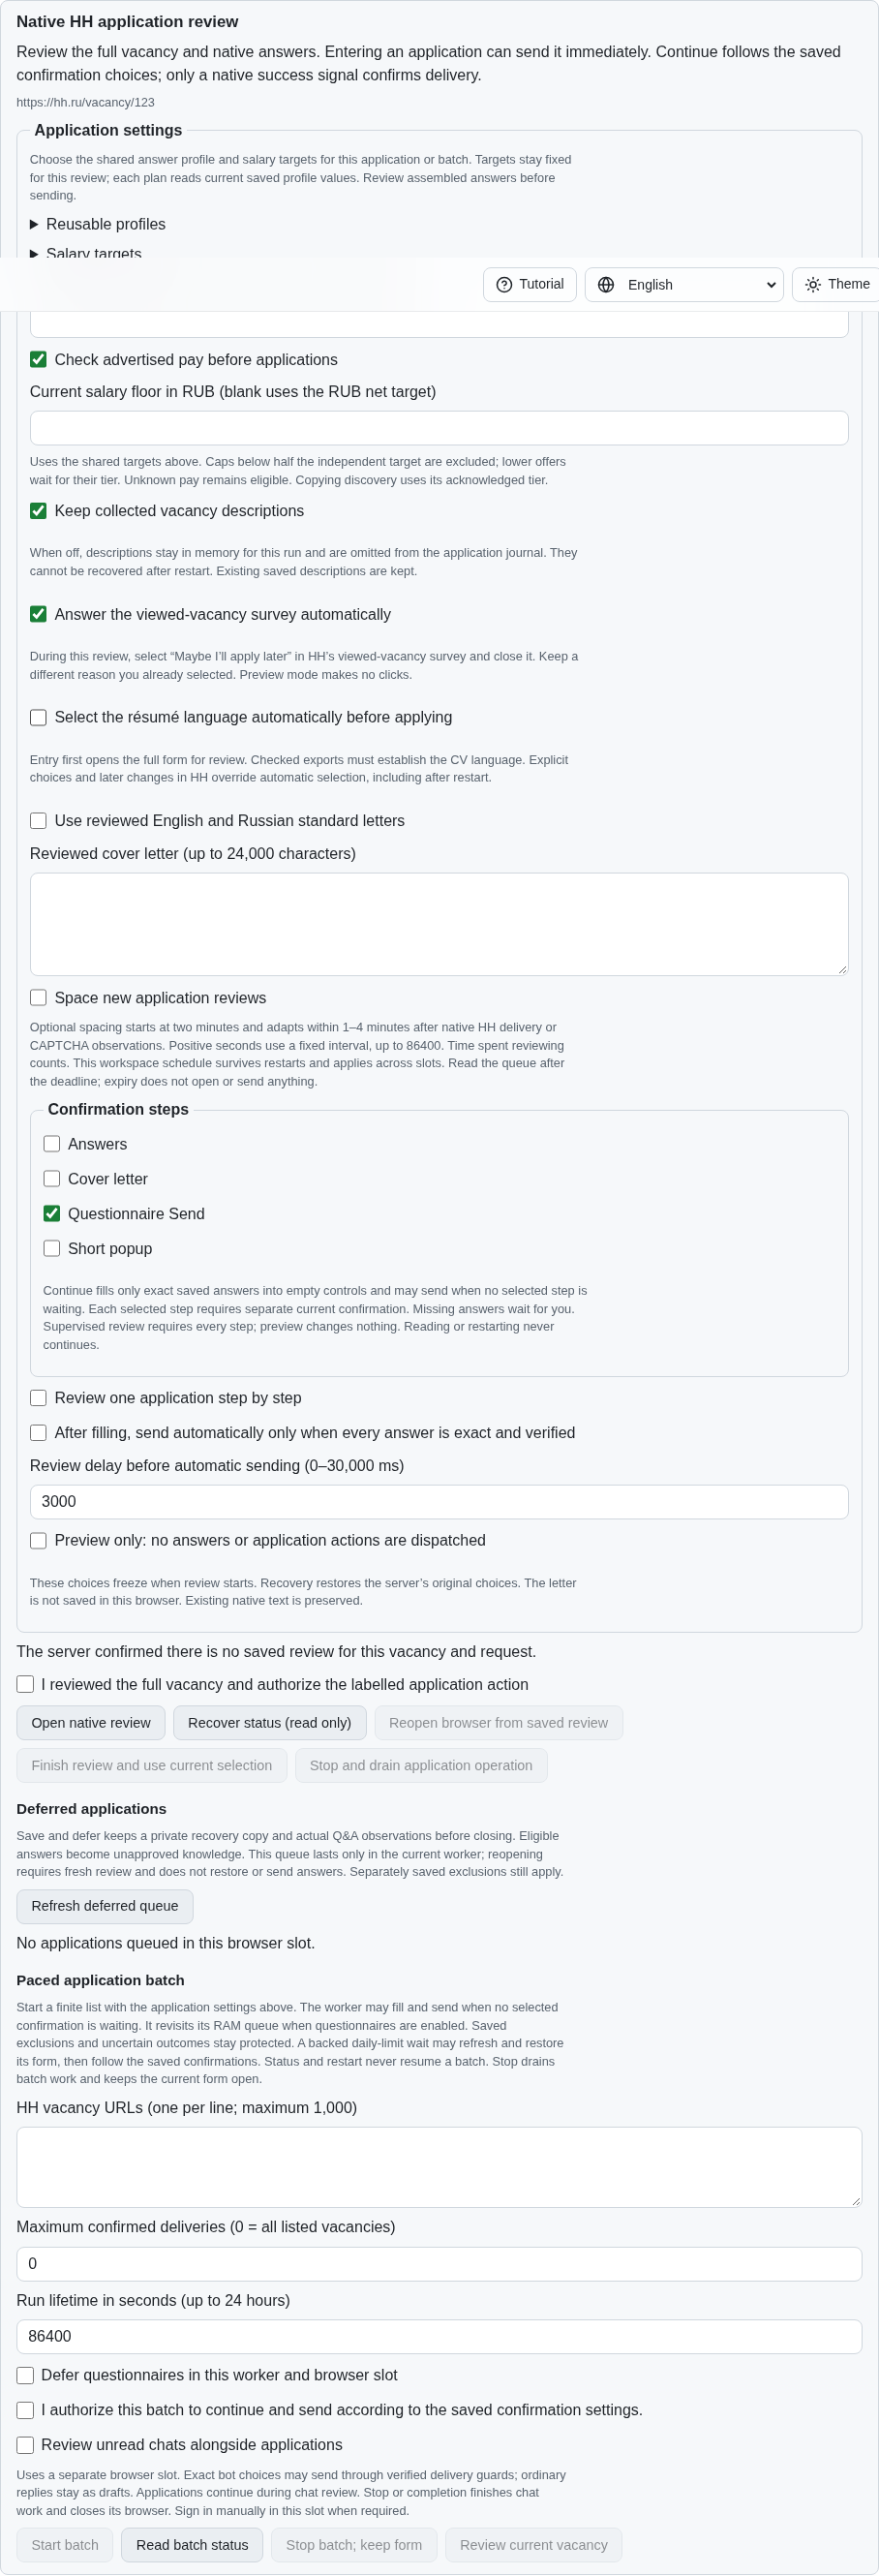 Native HH application review
Review the full vacancy and native answers. Entering an application can send it immediately. Continue follows the saved
confirmation choices; only a native success signal confirms delivery.
https://hh.ru/vacancy/123
Application settings
Choose the shared answer profile and salary targets for this application or batch. Targets stay fixed
for this review; each plan reads current saved profile values. Review assembled answers before
sending.
Reusable profiles
Salary targets
Tutorial
English
Theme
Check advertised pay before applications
Current salary floor in RUB (blank uses the RUB net target)
Uses the shared targets above. Caps below half the independent target are excluded; lower offers
wait for their tier. Unknown pay remains eligible. Copying discovery uses its acknowledged tier.
Keep collected vacancy descriptions
When off, descriptions stay in memory for this run and are omitted from the application journal. They
cannot be recovered after restart. Existing saved descriptions are kept.
Answer the viewed-vacancy survey automatically
During this review, select “Maybe I’ll apply later” in HH’s viewed-vacancy survey and close it. Keep a
different reason you already selected. Preview mode makes no clicks.
Select the résumé language automatically before applying
Entry first opens the full form for review. Checked exports must establish the CV language. Explicit
choices and later changes in HH override automatic selection, including after restart.
Use reviewed English and Russian standard letters
Reviewed cover letter (up to 24,000 characters)
Space new application reviews
Optional spacing starts at two minutes and adapts within 1–4 minutes after native HH delivery or
CAPTCHA observations. Positive seconds use a fixed interval, up to 86400. Time spent reviewing
counts. This workspace schedule survives restarts and applies across slots. Read the queue after
the deadline; expiry does not open or send anything.
Confirmation steps
Answers
Cover letter
Questionnaire Send
Short popup
Continue fills only exact saved answers into empty controls and may send when no selected step is
waiting. Each selected step requires separate current confirmation. Missing answers wait for you.
Supervised review requires every step; preview changes nothing. Reading or restarting never
continues.
Review one application step by step
After filling, send automatically only when every answer is exact and verified
Review delay before automatic sending (0–30,000 ms)
3000
Preview only: no answers or application actions are dispatched
These choices freeze when review starts. Recovery restores the server’s original choices. The letter
is not saved in this browser. Existing native text is preserved.
The server confirmed there is no saved review for this vacancy and request.
I reviewed the full vacancy and authorize the labelled application action
Open native review
Recover status (read only)
Reopen browser from saved review
Finish review and use current selection
Stop and drain application operation
Deferred applications
Save and defer keeps a private recovery copy and actual Q&A observations before closing. Eligible
answers become unapproved knowledge. This queue lasts only in the current worker; reopening
requires fresh review and does not restore or send answers. Separately saved exclusions still apply.
Refresh deferred queue
No applications queued in this browser slot.
Paced application batch
Start a finite list with the application settings above. The worker may fill and send when no selected
confirmation is waiting. It revisits its RAM queue when questionnaires are enabled. Saved
exclusions and uncertain outcomes stay protected. A backed daily-limit wait may refresh and restore
its form, then follow the saved confirmations. Status and restart never resume a batch. Stop drains
batch work and keeps the current form open.
HH vacancy URLs (one per line; maximum 1,000)
Maximum confirmed deliveries (0 = all listed vacancies)
0
Run lifetime in seconds (up to 24 hours)
86400
Defer questionnaires in this worker and browser slot
I authorize this batch to continue and send according to the saved confirmation settings.
Review unread chats alongside applications
Uses a separate browser slot. Exact bot choices may send through verified delivery guards; ordinary
replies stay as drafts. Applications continue during chat review. Stop or completion finishes chat
work and closes its browser. Sign in manually in this slot when required.
Start batch
Read batch status
Stop batch; keep form
Review current vacancy